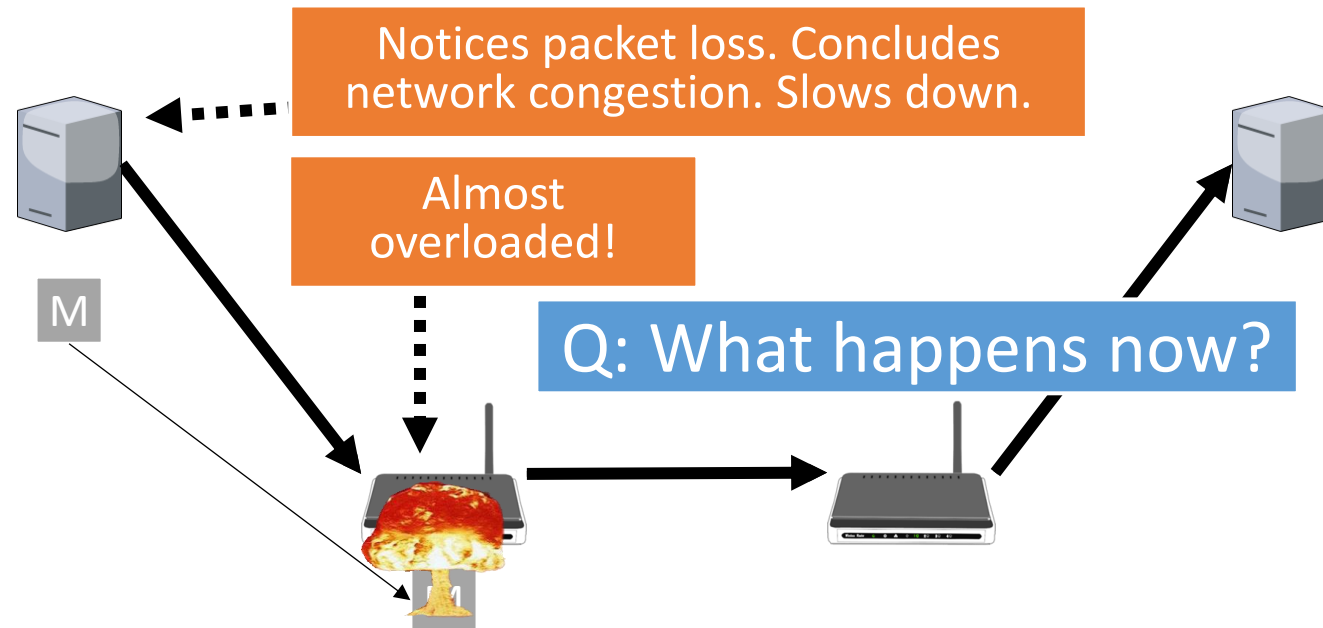 Notices packet loss. Concludes
network congestion. Slows down.
Almost
overloaded!
M
Q: What happens now?